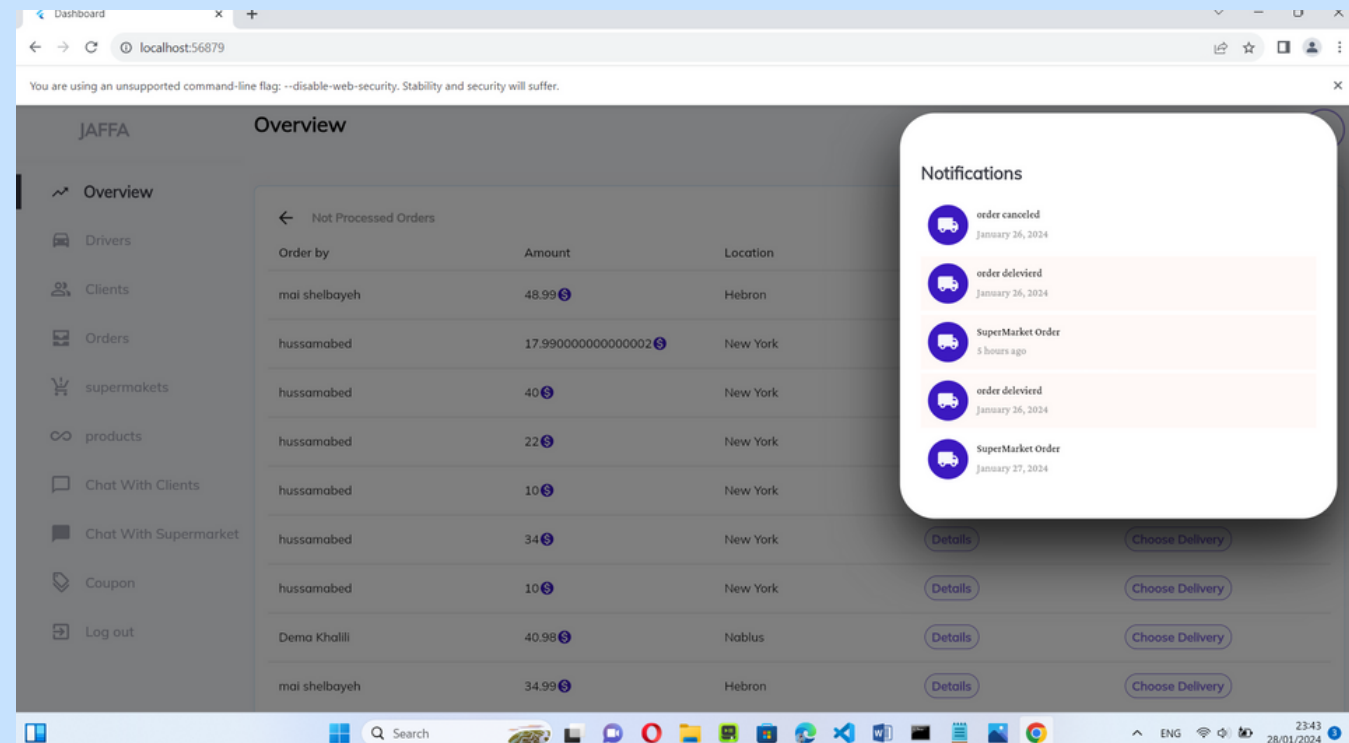 Dashboard
localhost:56879
You are using an unsupported command-line flag: --disable-web-security. Stability and security will suffer.
JAFFA
Overview
Overview
Drivers
Clients
Orders
supermakets
products
Chat With Clients
Chat With Supermarket
Coupon
Log out
Not Processed Orders
Order by Amount Location
mai shelbayeh 48.99 Hebron
hussamabed 17.990000000000002 New York
hussamabed 40 New York
hussamabed 22 New York
hussamabed 10 New York
hussamabed 34 New York Details Choose Delivery
hussamabed 10 New York Details Choose Delivery
Dema Khalili 40.98 Nablus Details Choose Delivery
mai shelbayeh 34.99 Hebron Details Choose Delivery
Notifications
order canceled
January 26, 2024
order delevierd
January 26, 2024
SuperMarket Order
5 hours ago
order delevierd
January 26, 2024
SuperMarket Order
January 27, 2024
Search
ENG
23:43
28/01/2024
3